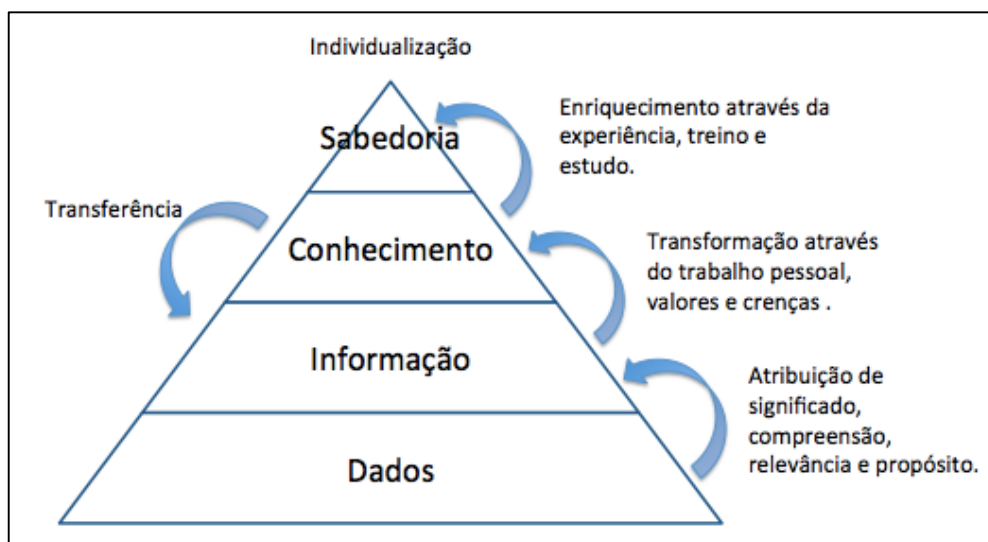 Individualização
Sabedoria
Enriquecimento através da
experiência, treino e
estudo.
Transferência
Conhecimento
Transformação através
do trabalho pessoal,
valores e crenças .
Informação
Atribuição de
significado,
compreensão,
relevância e propósito.
Dados